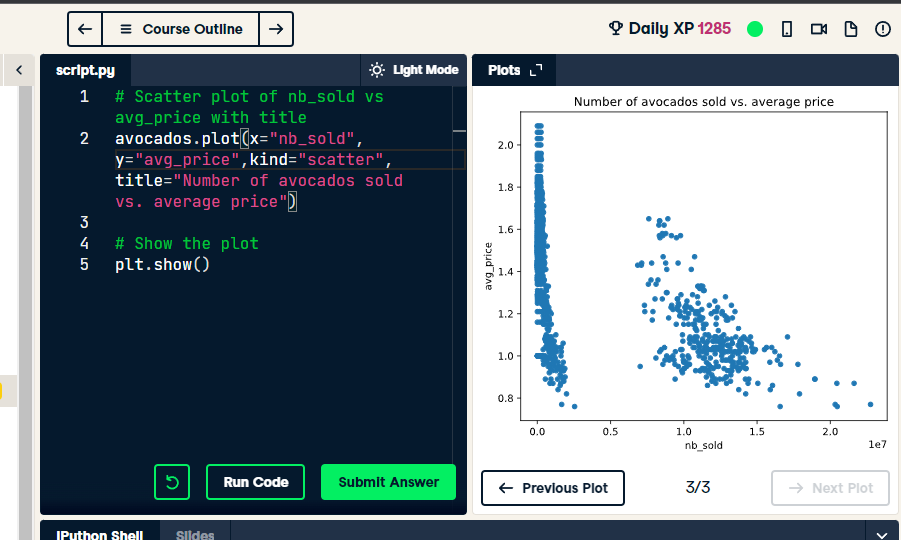 Course Outline
Daily XP 1285
script.py
Light Mode
Plots
1 # Scatter plot of nb_sold vs
avg_price with title
2 avocados.plot(x="nb_sold",
y="avg_price",kind="scatter",
title="Number of avocados sold
vs. average price")
3
4 # Show the plot
5 plt.show()
Run Code
Submit Answer
Number of avocados sold vs. average price
2.0
1.8
1.6
1.4
1.2
1.0
0.8
avg_price
0.0 0.5 1.0 1.5 2.0
1e7
nb_sold
Previous Plot
3/3
Next Plot
IPython Shell
Slides